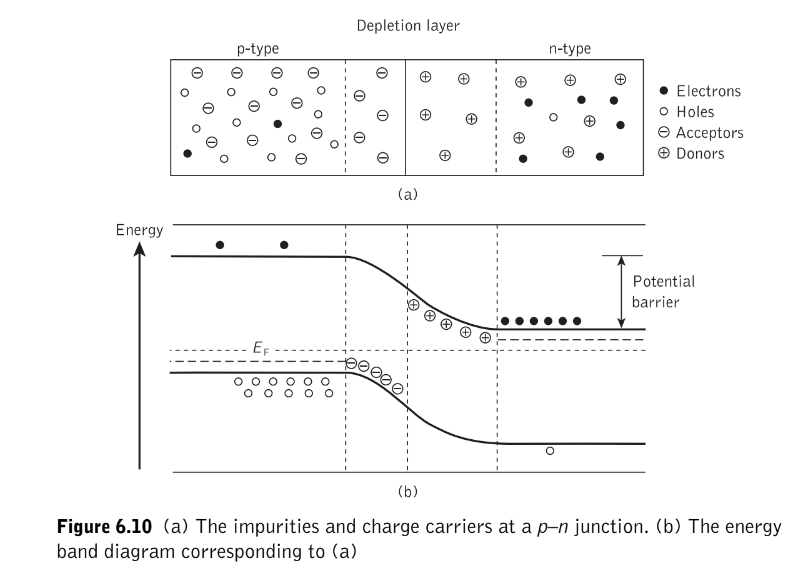 Depletion layer
p-type
n-type
Electrons
Holes
Acceptors
Donors
(a)
Energy
Potential
barrier
E_F
(b)
Figure 6.10 (a) The impurities and charge carriers at a p–n junction. (b) The energy
band diagram corresponding to (a)